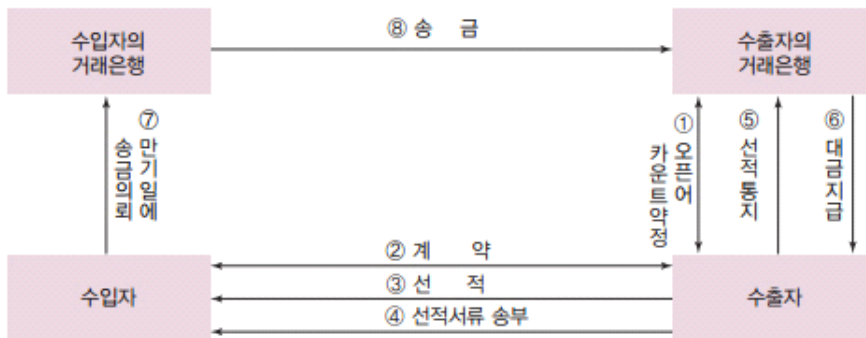 수입자의
거래은행
⑧ 송 금
수출자의
거래은행
⑦ 만기일에
송금의뢰
① 오픈어
카운트약정
⑤ 선적통지
⑥ 대금지급
② 계 약
③ 선 적
④ 선적서류 송부
수입자
수출자